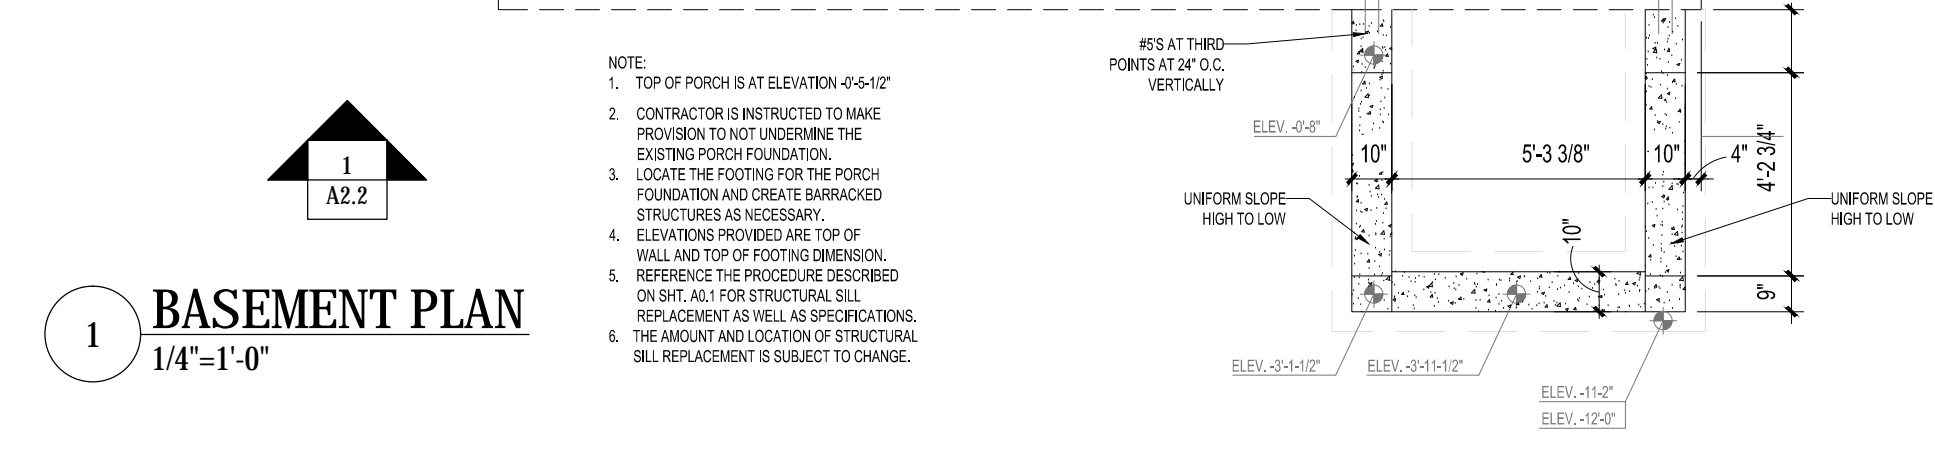 1
A2.2
1
BASEMENT PLAN
1/4"=1'-0"
NOTE:
1. TOP OF PORCH IS AT ELEVATION -0'-5-1/2"
2. CONTRACTOR IS INSTRUCTED TO MAKE
PROVISION TO NOT UNDERMINE THE
EXISTING PORCH FOUNDATION.
3. LOCATE THE FOOTING FOR THE PORCH
FOUNDATION AND CREATE BARRACKED
STRUCTURES AS NECESSARY.
4. ELEVATIONS PROVIDED ARE TOP OF
WALL AND TOP OF FOOTING DIMENSION.
5. REFERENCE THE PROCEDURE DESCRIBED
ON SHT. A0.1 FOR STRUCTURAL SILL
REPLACEMENT AS WELL AS SPECIFICATIONS.
6. THE AMOUNT AND LOCATION OF STRUCTURAL
SILL REPLACEMENT IS SUBJECT TO CHANGE.
#5'S AT THIRD
POINTS AT 24" O.C.
VERTICALLY
ELEV. -0'-8"
10"
5'-3 3/8"
10"
4"
4'-2 3/4"
UNIFORM SLOPE
HIGH TO LOW
UNIFORM SLOPE
HIGH TO LOW
10"
9"
ELEV. -3'-1-1/2"
ELEV. -3'-11-1/2"
ELEV. -11-2"
ELEV. -12'-0"